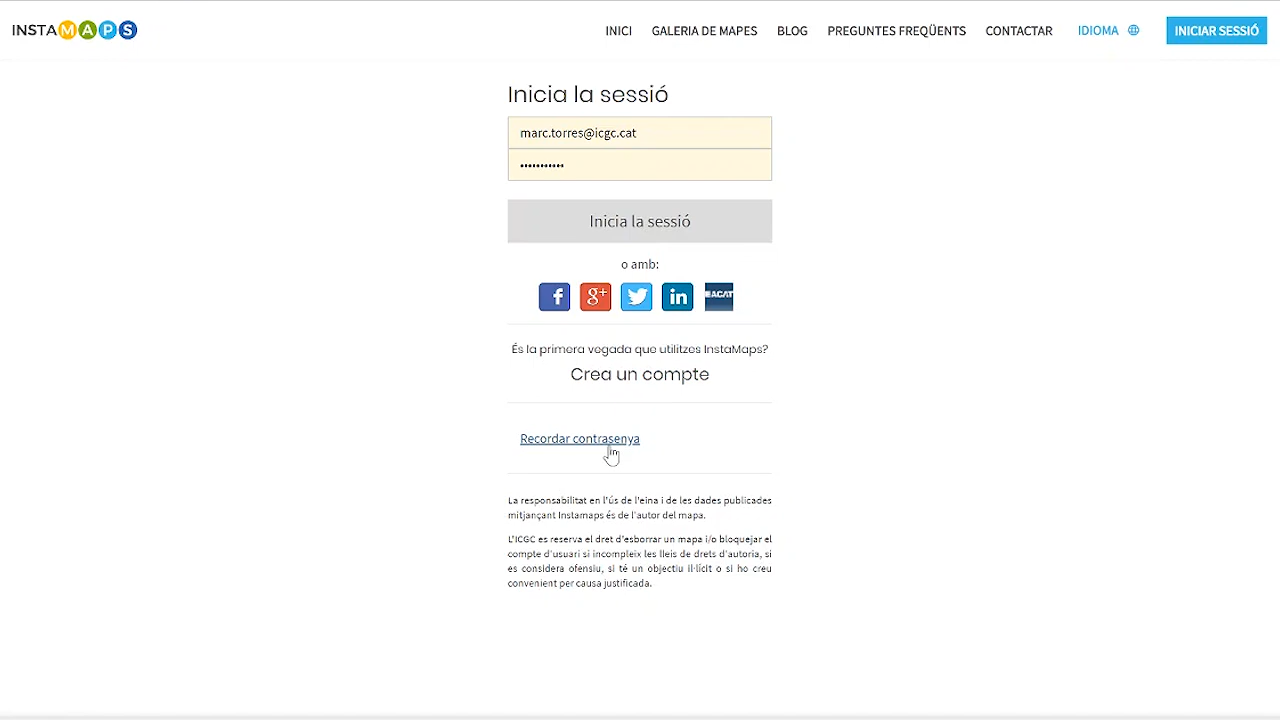 INSTAMAPS
INICI
GALERIA DE MAPES
BLOG
PREGUNTES FREQÜENTS
CONTACTAR
IDIOMA
INICIAR SESSIÓ
Inicia la sessió
marc.torres@icgc.cat
•••••••••••
Inicia la sessió
o amb:
f g+ in EACAT
És la primera vegada que utilitzes InstaMaps?
Crea un compte
Recordar contrasenya
La responsabilitat en l'ús de l'eina i de les dades publicades
mitjançant Instamaps és de l'autor del mapa.
L'ICGC es reserva el dret d'esborrar un mapa i/o bloquejar el
compte d'usuari si incompleix les lleis de drets d'autoria, si
es considera ofensiu, si té un objectiu il·lícit o si ho creu
convenient per causa justificada.